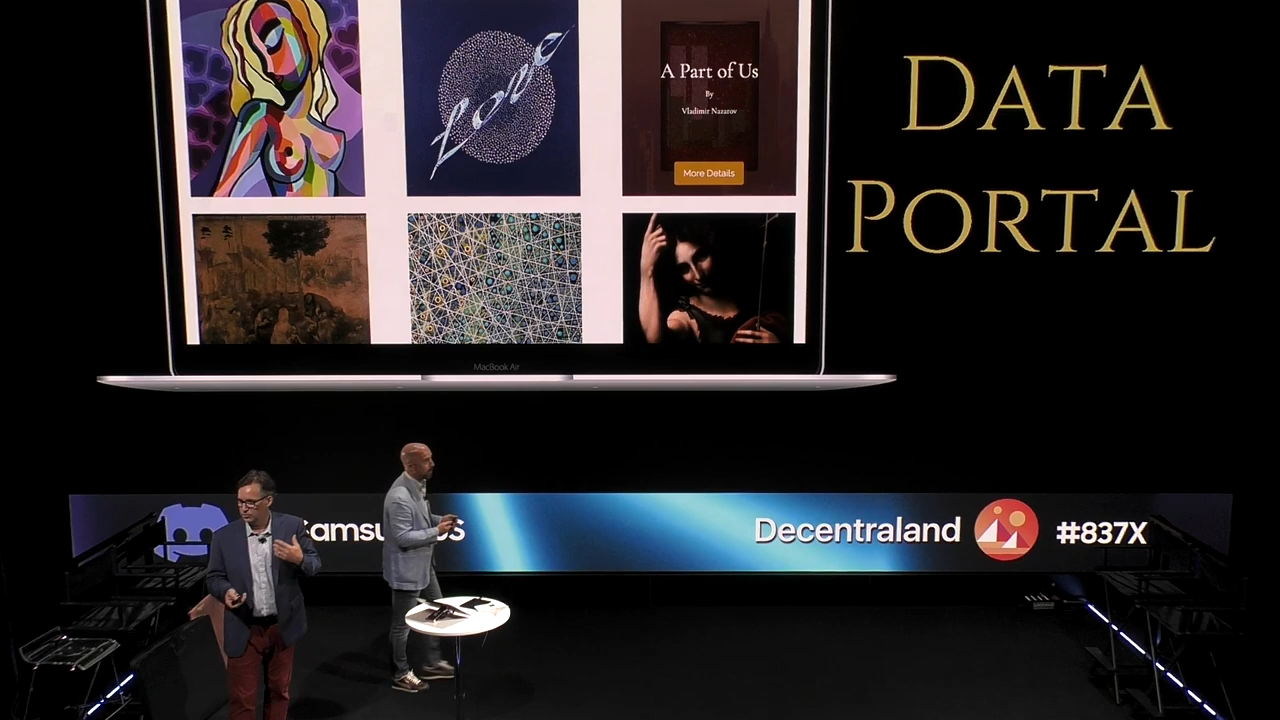 Love
A Part of Us
By
Vladimir Nazarov
More Details
DATA
PORTAL
MacBook Air
Decentraland
#837X